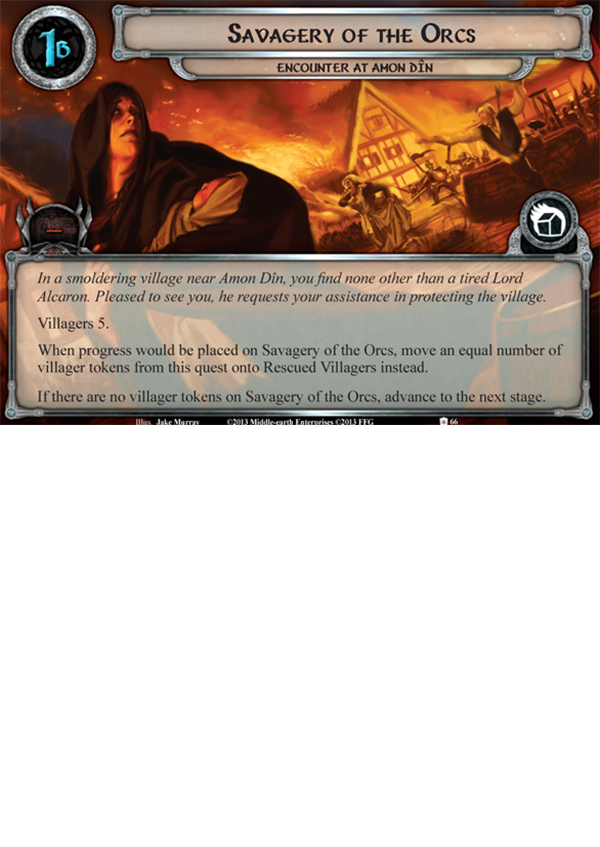 1B
SAVAGERY OF THE ORCS
ENCOUNTER AT AMON DÎN
In a smoldering village near Amon Dîn, you find none other than a tired Lord
Alcaron. Pleased to see you, he requests your assistance in protecting the village.
Villagers 5.
When progress would be placed on Savagery of the Orcs, move an equal number of
villager tokens from this quest onto Rescued Villagers instead.
If there are no villager tokens on Savagery of the Orcs, advance to the next stage.
Illus. Jake Murray ©2013 Middle-earth Enterprises ©2013 FFG 66